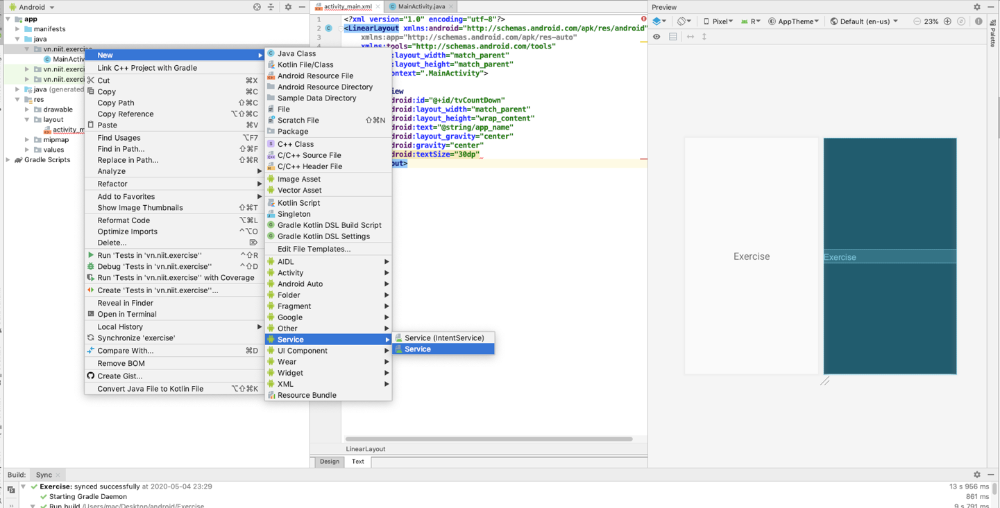 Android
activity_main.xml
MainActivity.java
Preview
app
manifests
java
vn.niit.exercise
MainActiv
vn.niit.exerci
vn.niit.exerci
java (generated
res
drawable
layout
activity_m
mipmap
values
Gradle Scripts
New
Link C++ Project with Gradle
Cut ⌘X
Copy ⌘C
Copy Path ⇧⌘C
Copy Reference ⌥⇧⌘C
Paste ⌘V
Find Usages ⌥F7
Find in Path... ⇧⌘F
Replace in Path... ⇧⌘R
Analyze
Refactor
Add to Favorites
Show Image Thumbnails ⇧⌘T
Reformat Code ⌥⌘L
Optimize Imports ^⌥O
Delete... ⌦
Run 'Tests in 'vn.niit.exercise'' ^⇧R
Debug 'Tests in 'vn.niit.exercise'' ^⇧D
Run 'Tests in 'vn.niit.exercise'' with Coverage
Create 'Tests in 'vn.niit.exercise''...
Reveal in Finder
Open in Terminal
Local History
Synchronize 'exercise'
Compare With... ⌘D
Remove BOM
Create Gist...
Convert Java File to Kotlin File ⌥⇧⌘K
Java Class
Kotlin File/Class
Android Resource File
Android Resource Directory
Sample Data Directory
File
Scratch File ⇧⌘N
Package
C++ Class
C/C++ Source File
C/C++ Header File
Image Asset
Vector Asset
Kotlin Script
Singleton
Gradle Kotlin DSL Build Script
Gradle Kotlin DSL Settings
Edit File Templates...
AIDL
Activity
Android Auto
Folder
Fragment
Google
Other
Service
UI Component
Wear
Widget
XML
Resource Bundle
Service (IntentService)
Service
1 <?xml version="1.0" encoding="utf-8"?>
2 <LinearLayout xmlns:android="http://schemas.android.com/apk/res/android"
3 xmlns:app="http://schemas.android.com/apk/res-auto"
4 xmlns:tools="http://schemas.android.com/tools"
:layout_width="match_parent"
:layout_height="match_parent"
ontext=".MainActivity">
iew
droid:id="@+id/tvCountDown"
droid:layout_width="match_parent"
droid:layout_height="wrap_content"
droid:text="@string/app_name"
droid:layout_gravity="center"
droid:gravity="center"
droid:textSize="30dp"
out>
LinearLayout
Design
Text
Pixel
R
AppTheme
Default (en-us)
23%
Palette
Exercise
Exercise
Build:
Sync
Exercise: synced successfully at 2020-05-04 23:29
13 s 956 ms
Starting Gradle Daemon
861 ms
Run build /Users/mac/Desktop/android/Exercise
9 s 791 ms